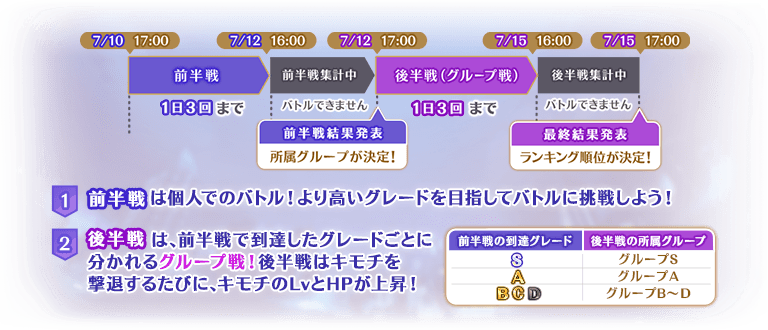 7/10 17:00 7/12 16:00 7/12 17:00 7/15 16:00 7/15 17:00
前半戦 前半戦集計中 後半戦(グループ戦) 後半戦集計中
1日3回 まで バトルできません 1日3回 まで バトルできません
前半戦結果発表 最終結果発表
所属グループが決定! ランキング順位が決定!
1 前半戦 は個人でのバトル!より高いグレードを目指してバトルに挑戦しよう!
2 後半戦 は、前半戦で到達したグレードごとに
分かれるグループ戦!後半戦はキモチを
撃退するたびに、キモチのLvとHPが上昇!
前半戦の到達グレード 後半戦の所属グループ
S グループS
A グループA
B C D グループB~D